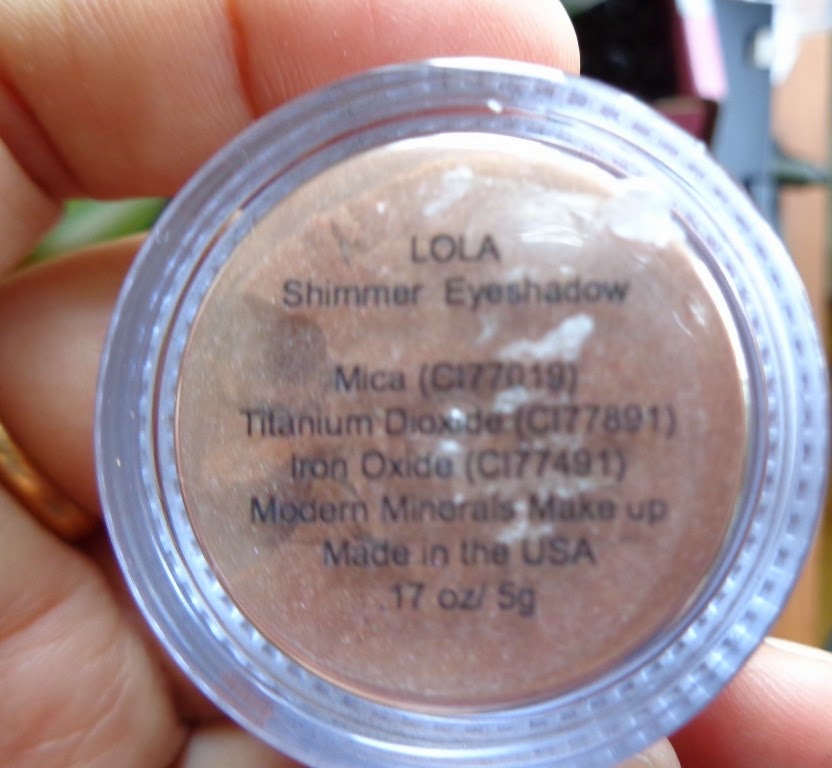 LOLA
Shimmer Eyeshadow
Mica (CI77019)
Titanium Dioxide (CI77891)
Iron Oxide (CI77491)
Modern Minerals Make up
Made in the USA
.17 oz/ 5g